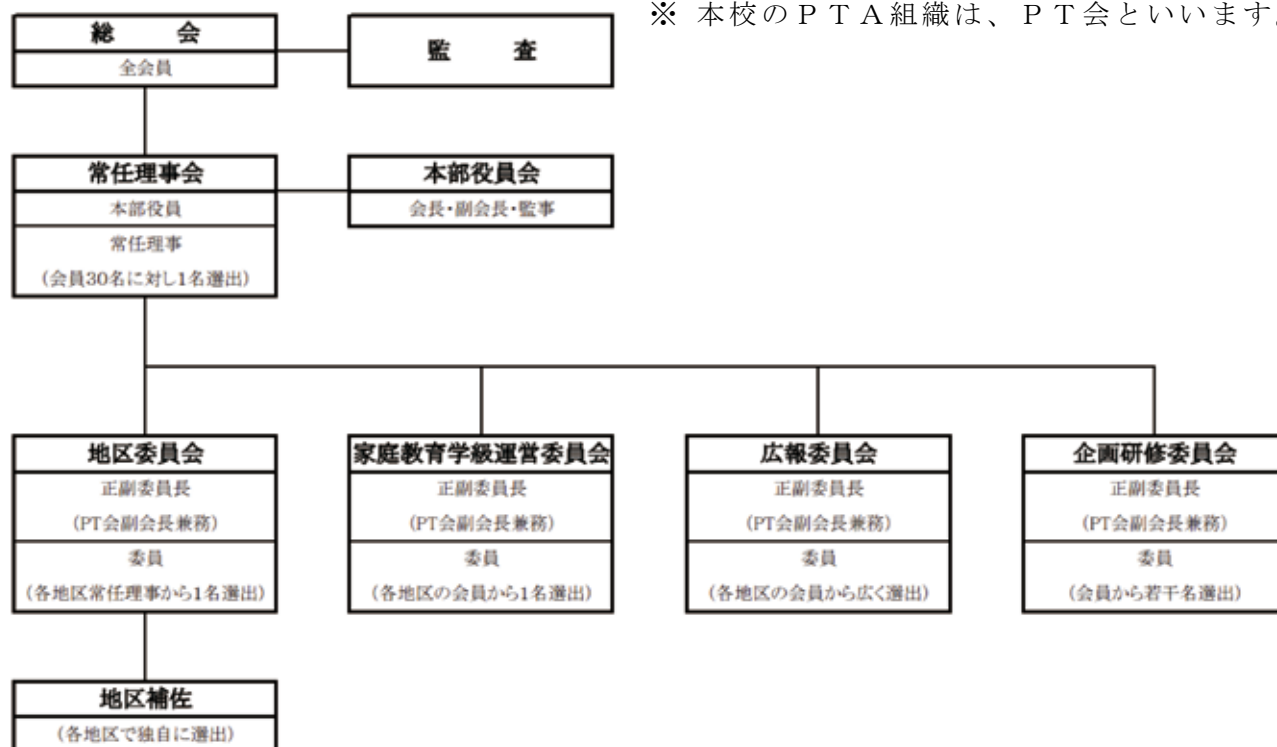 ※ 本校のＰＴＡ組織は、ＰＴ会といいます。
総　　会
全会員
監　　査
常任理事会
本部役員
常任理事
(会員30名に対し1名選出)
本部役員会
会長・副会長・監事
地区委員会
正副委員長
(PT会副会長兼務)
委員
(各地区常任理事から1名選出)
家庭教育学級運営委員会
正副委員長
(PT会副会長兼務)
委員
(各地区の会員から1名選出)
広報委員会
正副委員長
(PT会副会長兼務)
委員
(各地区の会員から広く選出)
企画研修委員会
正副委員長
(PT会副会長兼務)
委員
(会員から若干名選出)
地区補佐
(各地区で独自に選出)